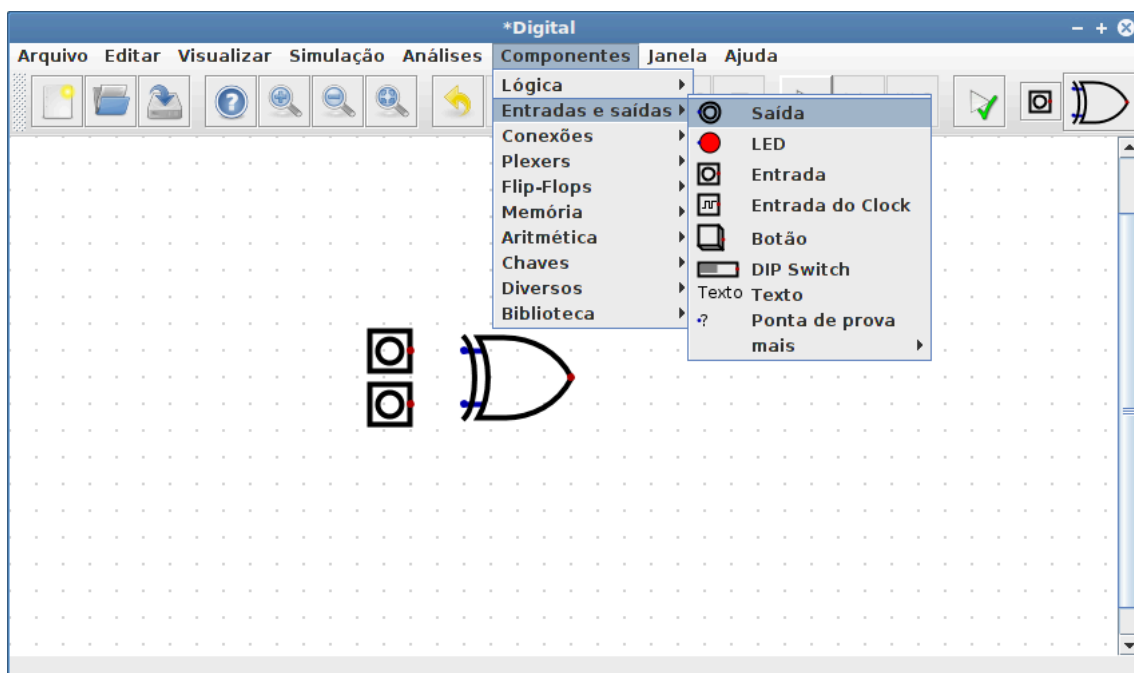 *Digital
Arquivo Editar Visualizar Simulação Análises Componentes Janela Ajuda
Lógica
Entradas e saídas
Conexões
Plexers
Flip-Flops
Memória
Aritmética
Chaves
Diversos
Biblioteca
Saída
LED
Entrada
Entrada do Clock
Botão
DIP Switch
Texto Texto
? Ponta de prova
mais